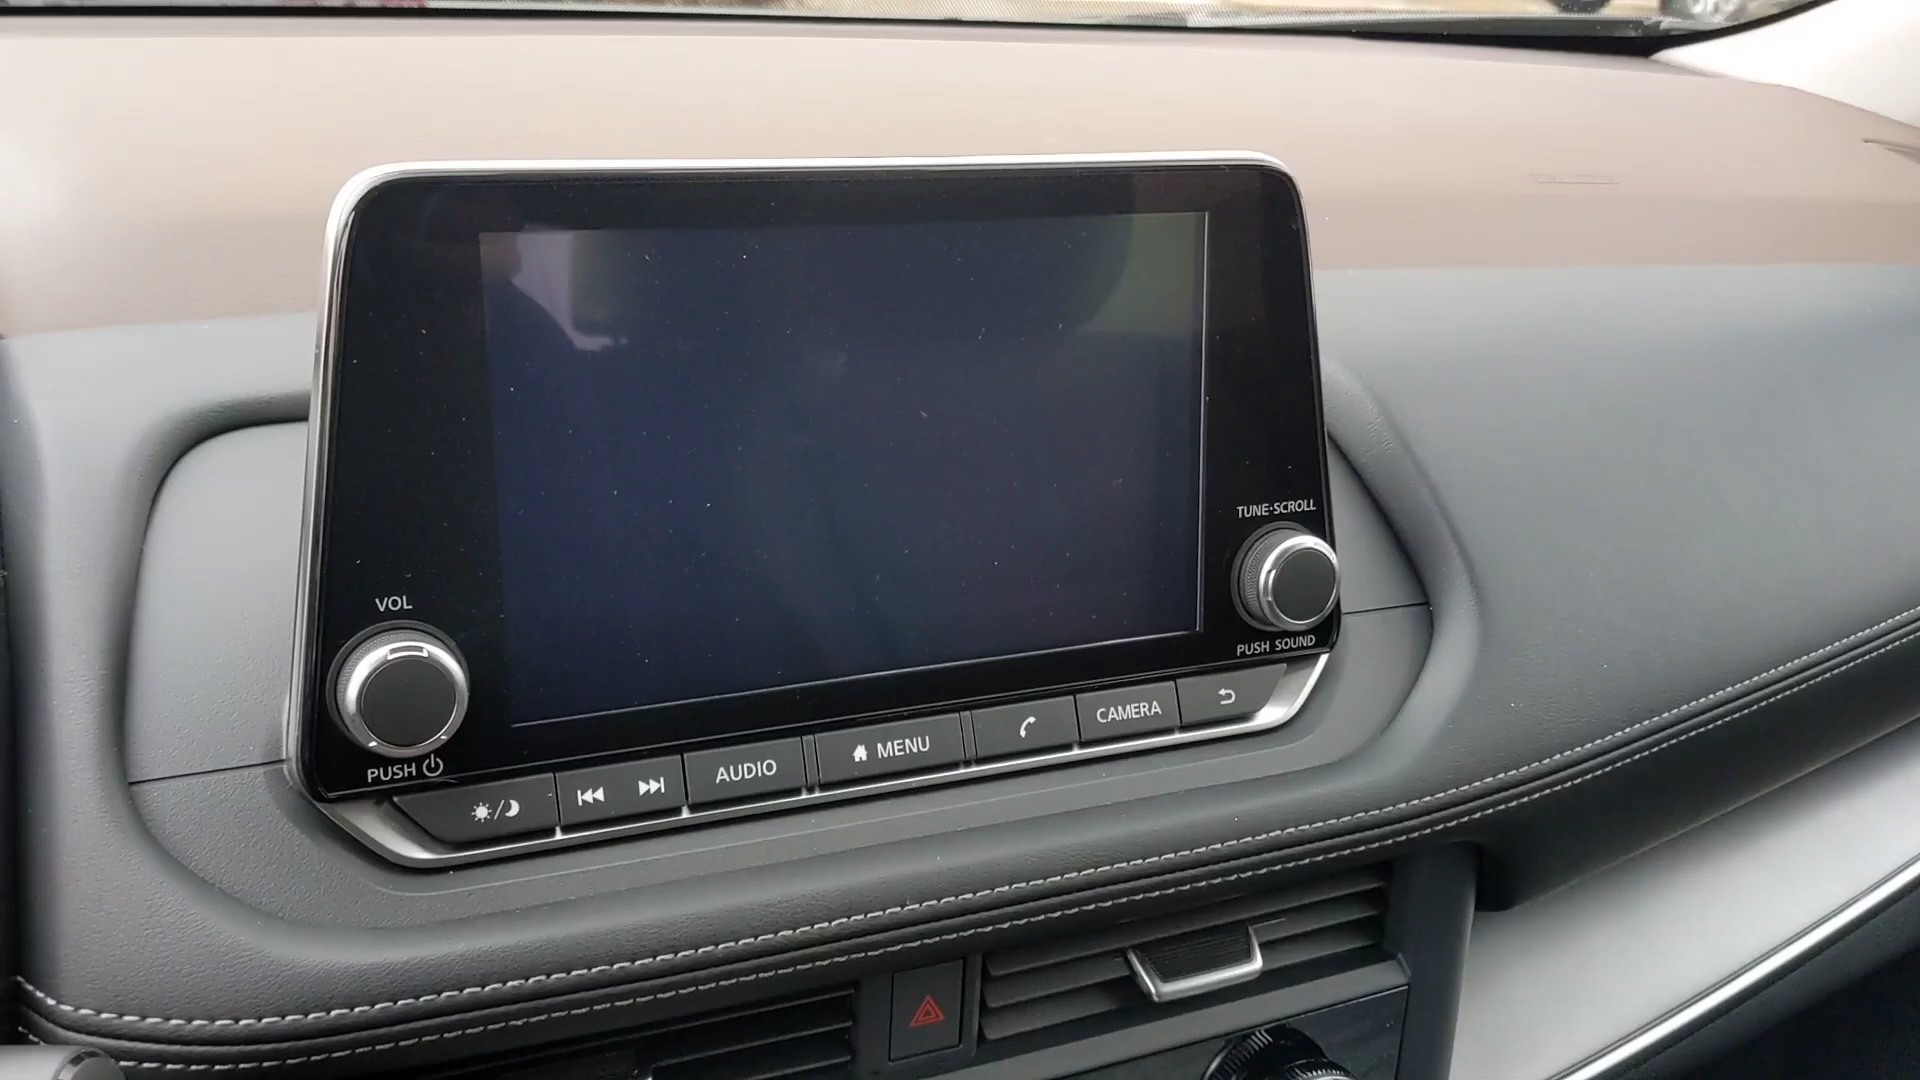 TUNE•SCROLL
VOL
PUSH SOUND
PUSH
AUDIO
MENU
CAMERA